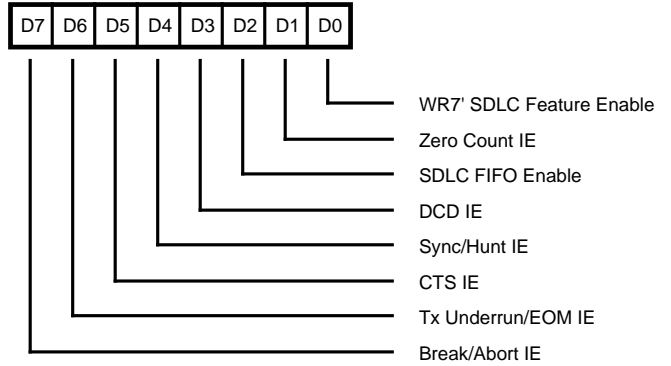 D7 D6 D5 D4 D3 D2 D1 D0
WR7' SDLC Feature Enable
Zero Count IE
SDLC FIFO Enable
DCD IE
Sync/Hunt IE
CTS IE
Tx Underrun/EOM IE
Break/Abort IE